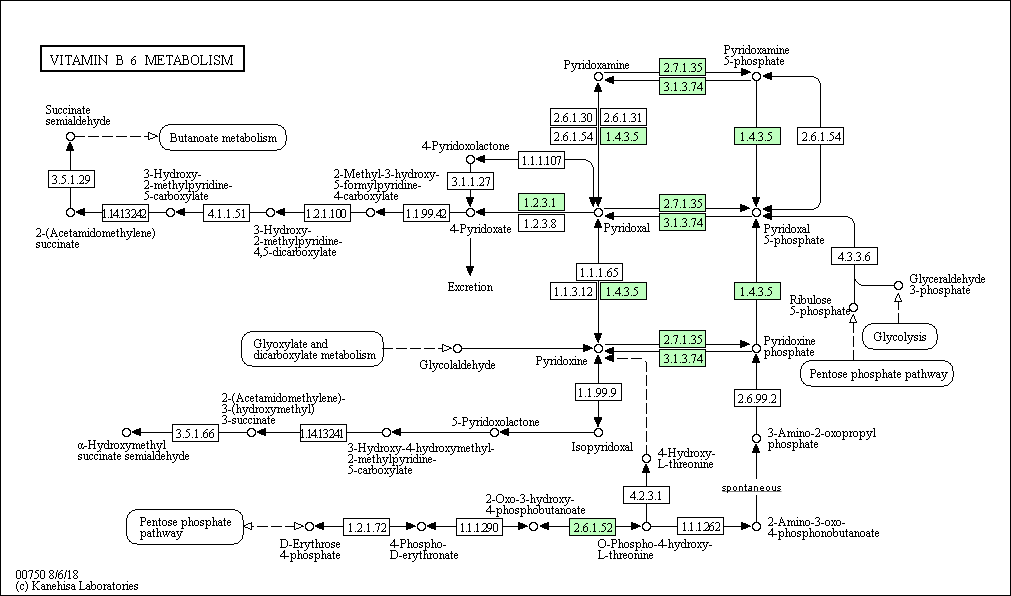 VITAMIN B 6 METABOLISM
Pyridoxamine
2.7.1.35
3.1.3.74
Pyridoxamine
5-phosphate
Succinate
semialdehyde
Butanoate metabolism
2.6.1.30
2.6.1.31
2.6.1.54
1.4.3.5
1.4.3.5
2.6.1.54
4-Pyridoxolactone
1.1.1.107
3.5.1.29
3-Hydroxy-
2-methylpyridine-
5-carboxylate
2-Methyl-3-hydroxy-
5-formylpyridine-
4-carboxylate
3.1.1.27
1.14.13.242
4.1.1.51
1.2.1.100
1.1.99.42
1.2.3.1
1.2.3.8
2.7.1.35
3.1.3.74
2-(Acetamidomethylene)
succinate
3-Hydroxy-
2-methylpyridine-
4,5-dicarboxylate
4-Pyridoxate
Pyridoxal
Pyridoxal
5-phosphate
Excretion
1.1.1.65
1.1.3.12
1.4.3.5
1.4.3.5
4.3.3.6
Glyceraldehyde
3-phosphate
Ribulose
5-phosphate
Glycolysis
Pentose phosphate pathway
Glyoxylate and
dicarboxylate metabolism
Glycolaldehyde
Pyridoxine
2.7.1.35
3.1.3.74
Pyridoxine
phosphate
1.1.99.9
2.6.99.2
2-(Acetamidomethylene)-
3-(hydroxymethyl)
3-succinate
5-Pyridoxolactone
3.5.1.66
1.14.13.241
α-Hydroxymethyl
succinate semialdehyde
3-Hydroxy-4-hydroxymethyl-
2-methylpyridine-
5-carboxylate
Isopyridoxal
4-Hydroxy-
L-threonine
3-Amino-2-oxopropyl
phosphate
spontaneous
4.2.3.1
Pentose phosphate
pathway
1.2.1.72
1.1.1.290
2-Oxo-3-hydroxy-
4-phosphobutanoate
2.6.1.52
1.1.1.262
D-Erythrose
4-phosphate
4-Phospho-
D-erythronate
O-Phospho-4-hydroxy-
L-threonine
2-Amino-3-oxo-
4-phosphonobutanoate
00750 8/6/18
(c) Kanehisa Laboratories